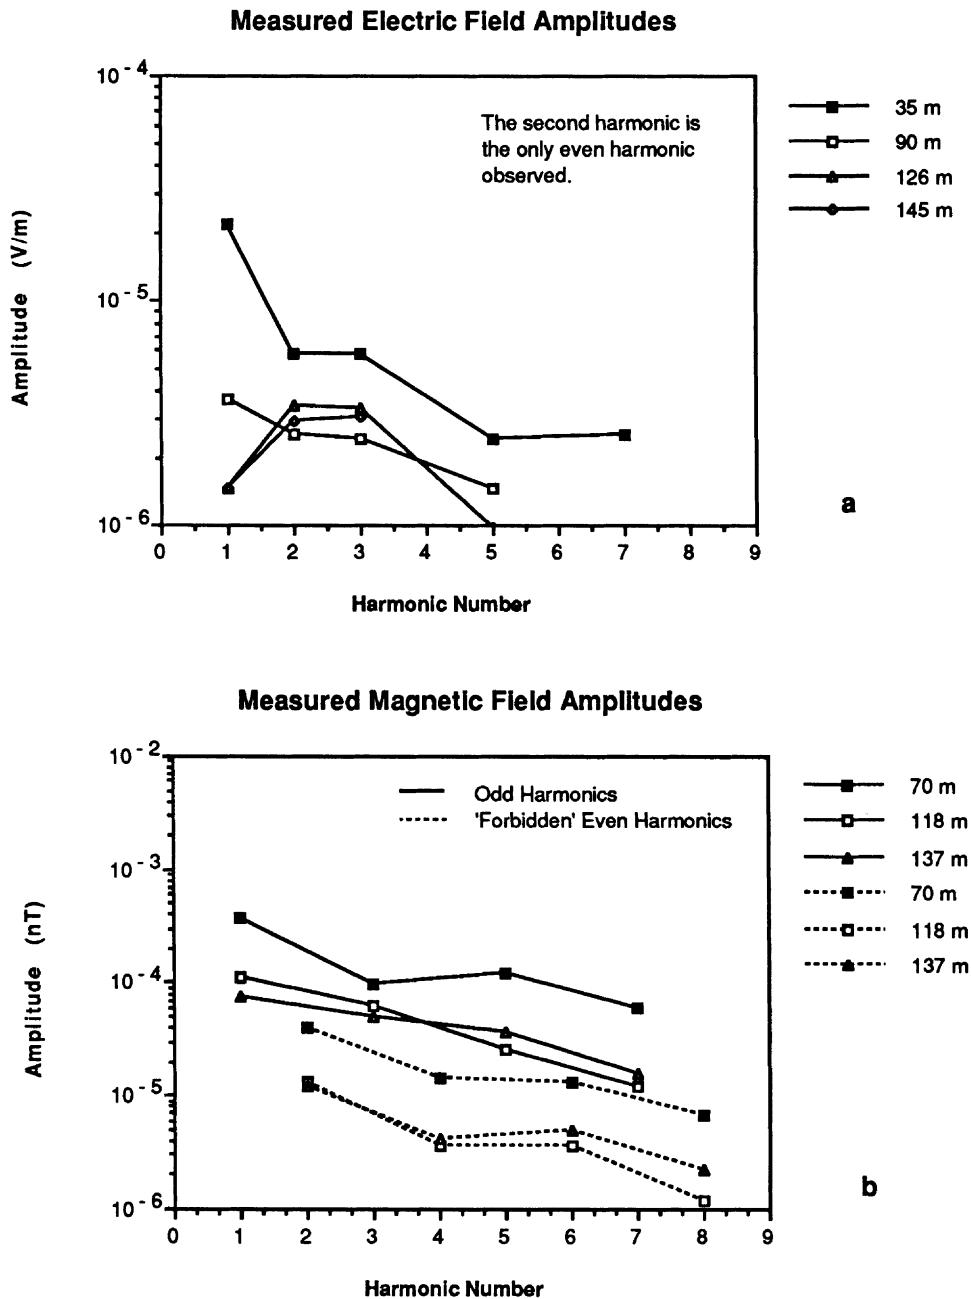 Measured Electric Field Amplitudes
10⁻⁴
10⁻⁵
10⁻⁶
Amplitude (V/m)
The second harmonic is
the only even harmonic
observed.
35 m
90 m
126 m
145 m
0 1 2 3 4 5 6 7 8 9
Harmonic Number
a
Measured Magnetic Field Amplitudes
10⁻²
10⁻³
10⁻⁴
10⁻⁵
10⁻⁶
Amplitude (nT)
Odd Harmonics
'Forbidden' Even Harmonics
70 m
118 m
137 m
70 m
118 m
137 m
0 1 2 3 4 5 6 7 8 9
Harmonic Number
b